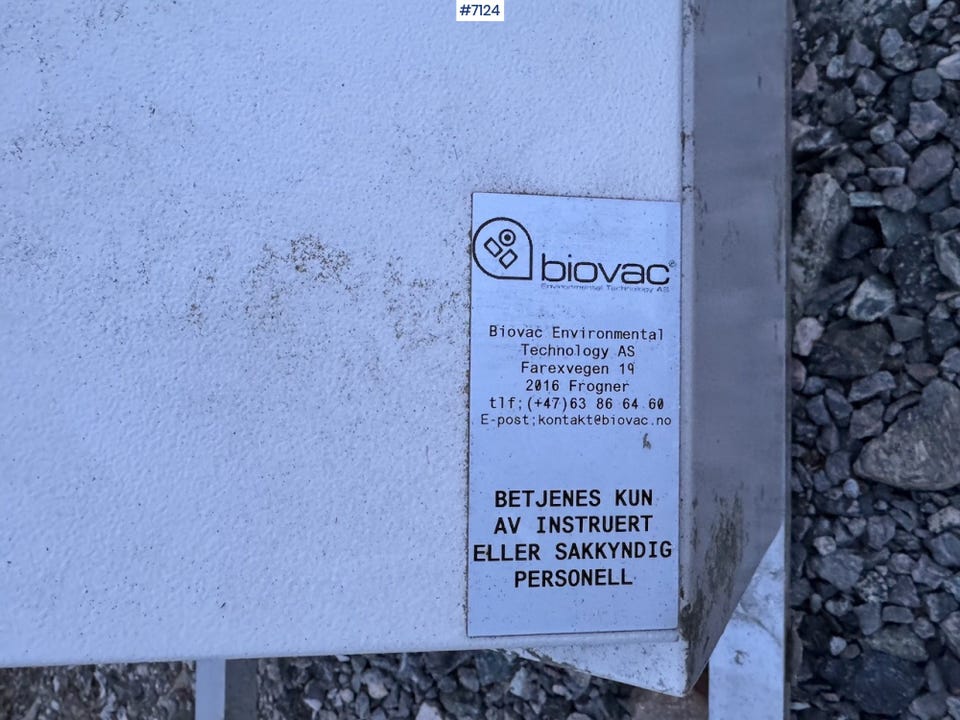 #7124
biovac®
Environmental Technology AS
Biovac Environmental
Technology AS
Farexvegen 19
2016 Frogner
tlf;(+47)63 86 64 60
E-post;kontakt@biovac.no
BETJENES KUN
AV INSTRUERT
ELLER SAKKYNDIG
PERSONELL